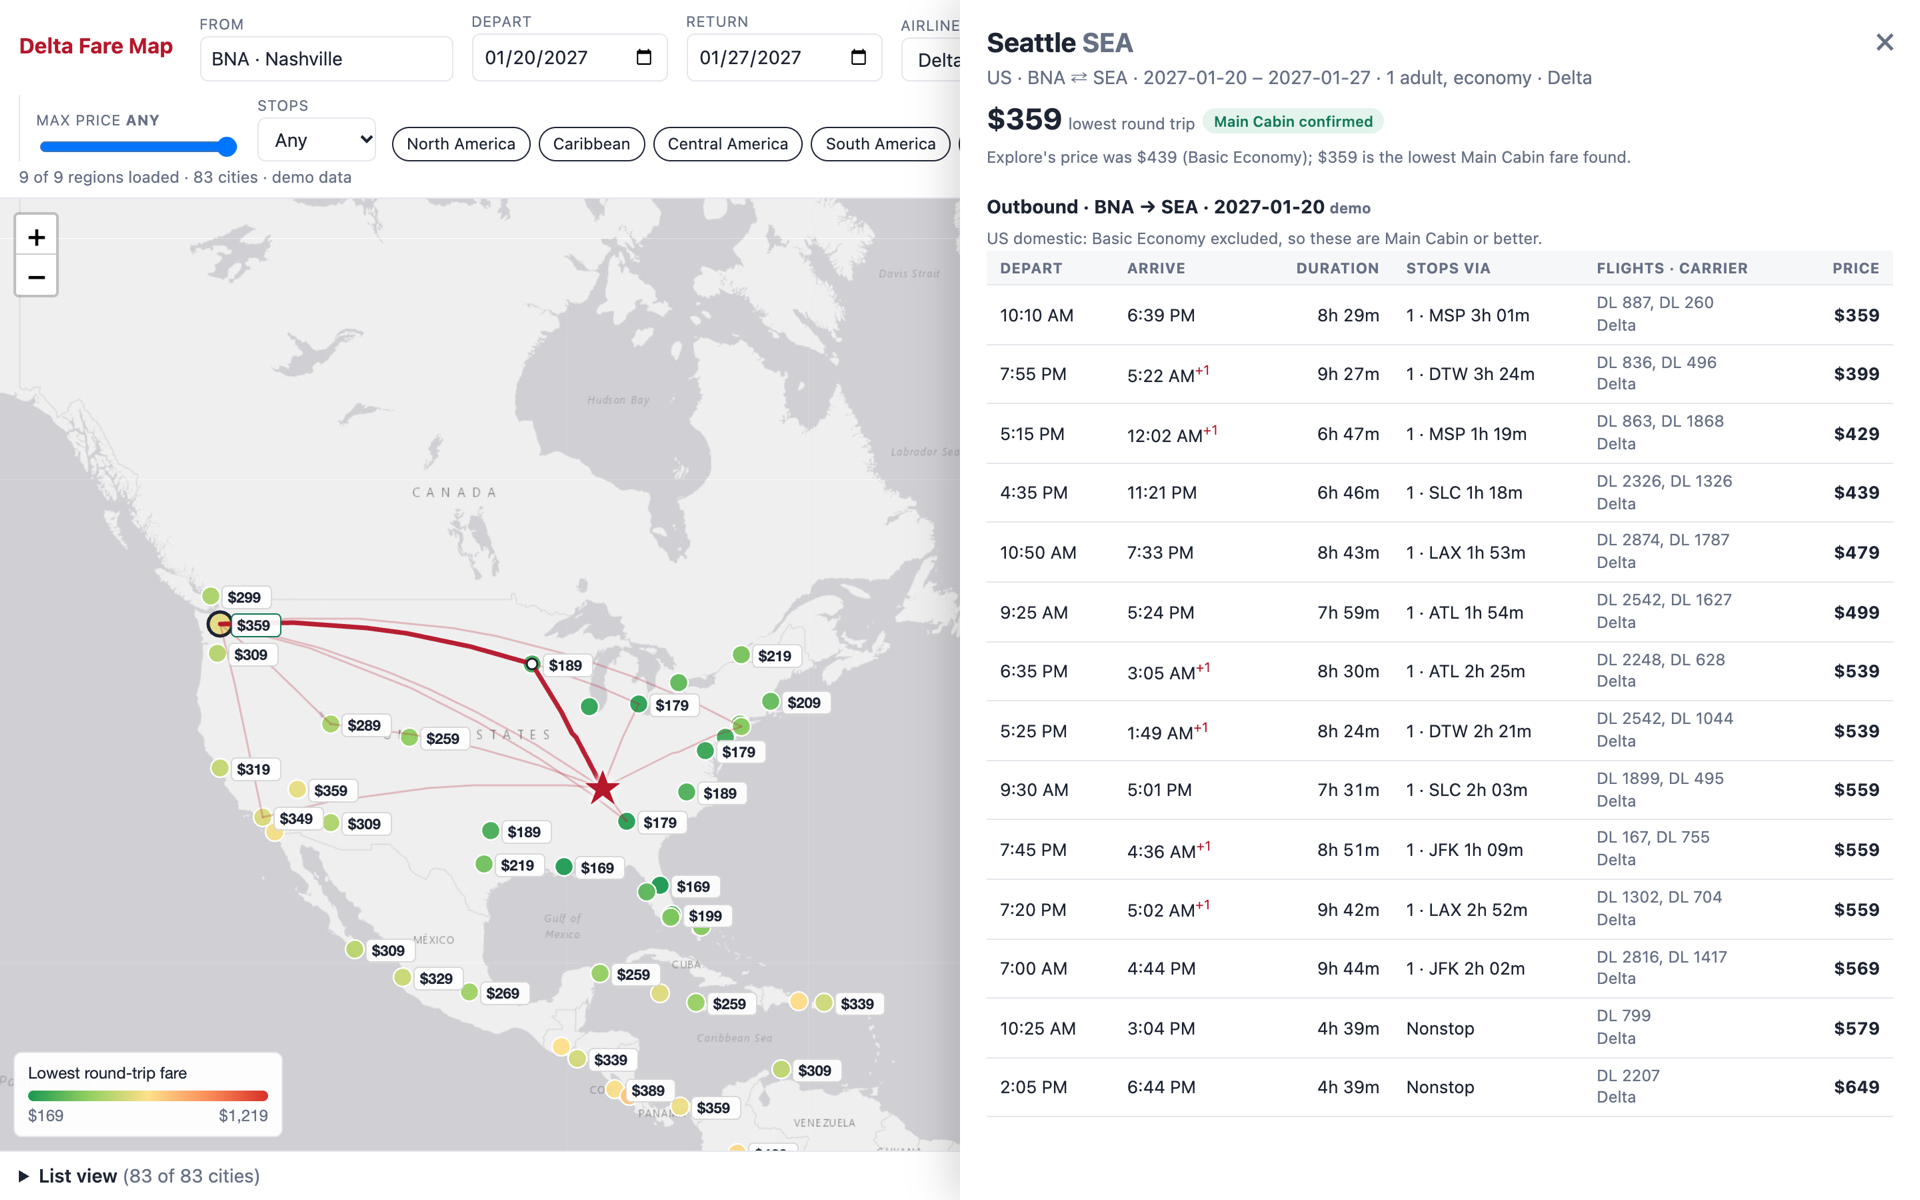 Delta Fare Map
FROM
BNA · Nashville
DEPART
01/20/2027
RETURN
01/27/2027
AIRLINE
Delta
MAX PRICE ANY
STOPS
Any
North America
Caribbean
Central America
South America
9 of 9 regions loaded · 83 cities · demo data
+
−
Davis Strait
Hudson Bay
Labrador Sea
CANADA
$299
$359
$309
$189
$219
$179
$209
$289
$259
STATES
$179
$319
$359
$189
$349
$309
$179
$189
$219
$169
$169
$199
Gulf of
Mexico
$309
MÉXICO
CUBA
$329
$259
$269
$259
$339
Caribbean Sea
$339
$309
$389
PANAMÁ
$359
VENEZUELA
Lowest round-trip fare
$169
$1,219
▶ List view (83 of 83 cities)
Seattle SEA
×
US · BNA ⇄ SEA · 2027-01-20 – 2027-01-27 · 1 adult, economy · Delta
$359 lowest round trip Main Cabin confirmed
Explore's price was $439 (Basic Economy); $359 is the lowest Main Cabin fare found.
Outbound · BNA → SEA · 2027-01-20 demo
US domestic: Basic Economy excluded, so these are Main Cabin or better.
DEPART ARRIVE DURATION STOPS VIA FLIGHTS · CARRIER PRICE
10:10 AM 6:39 PM 8h 29m 1 · MSP 3h 01m DL 887, DL 260 $359
Delta
7:55 PM 5:22 AM+1 9h 27m 1 · DTW 3h 24m DL 836, DL 496 $399
Delta
5:15 PM 12:02 AM+1 6h 47m 1 · MSP 1h 19m DL 863, DL 1868 $429
Delta
4:35 PM 11:21 PM 6h 46m 1 · SLC 1h 18m DL 2326, DL 1326 $439
Delta
10:50 AM 7:33 PM 8h 43m 1 · LAX 1h 53m DL 2874, DL 1787 $479
Delta
9:25 AM 5:24 PM 7h 59m 1 · ATL 1h 54m DL 2542, DL 1627 $499
Delta
6:35 PM 3:05 AM+1 8h 30m 1 · ATL 2h 25m DL 2248, DL 628 $539
Delta
5:25 PM 1:49 AM+1 8h 24m 1 · DTW 2h 21m DL 2542, DL 1044 $539
Delta
9:30 AM 5:01 PM 7h 31m 1 · SLC 2h 03m DL 1899, DL 495 $559
Delta
7:45 PM 4:36 AM+1 8h 51m 1 · JFK 1h 09m DL 167, DL 755 $559
Delta
7:20 PM 5:02 AM+1 9h 42m 1 · LAX 2h 52m DL 1302, DL 704 $559
Delta
7:00 AM 4:44 PM 9h 44m 1 · JFK 2h 02m DL 2816, DL 1417 $569
Delta
10:25 AM 3:04 PM 4h 39m Nonstop DL 799 $579
Delta
2:05 PM 6:44 PM 4h 39m Nonstop DL 2207 $649
Delta